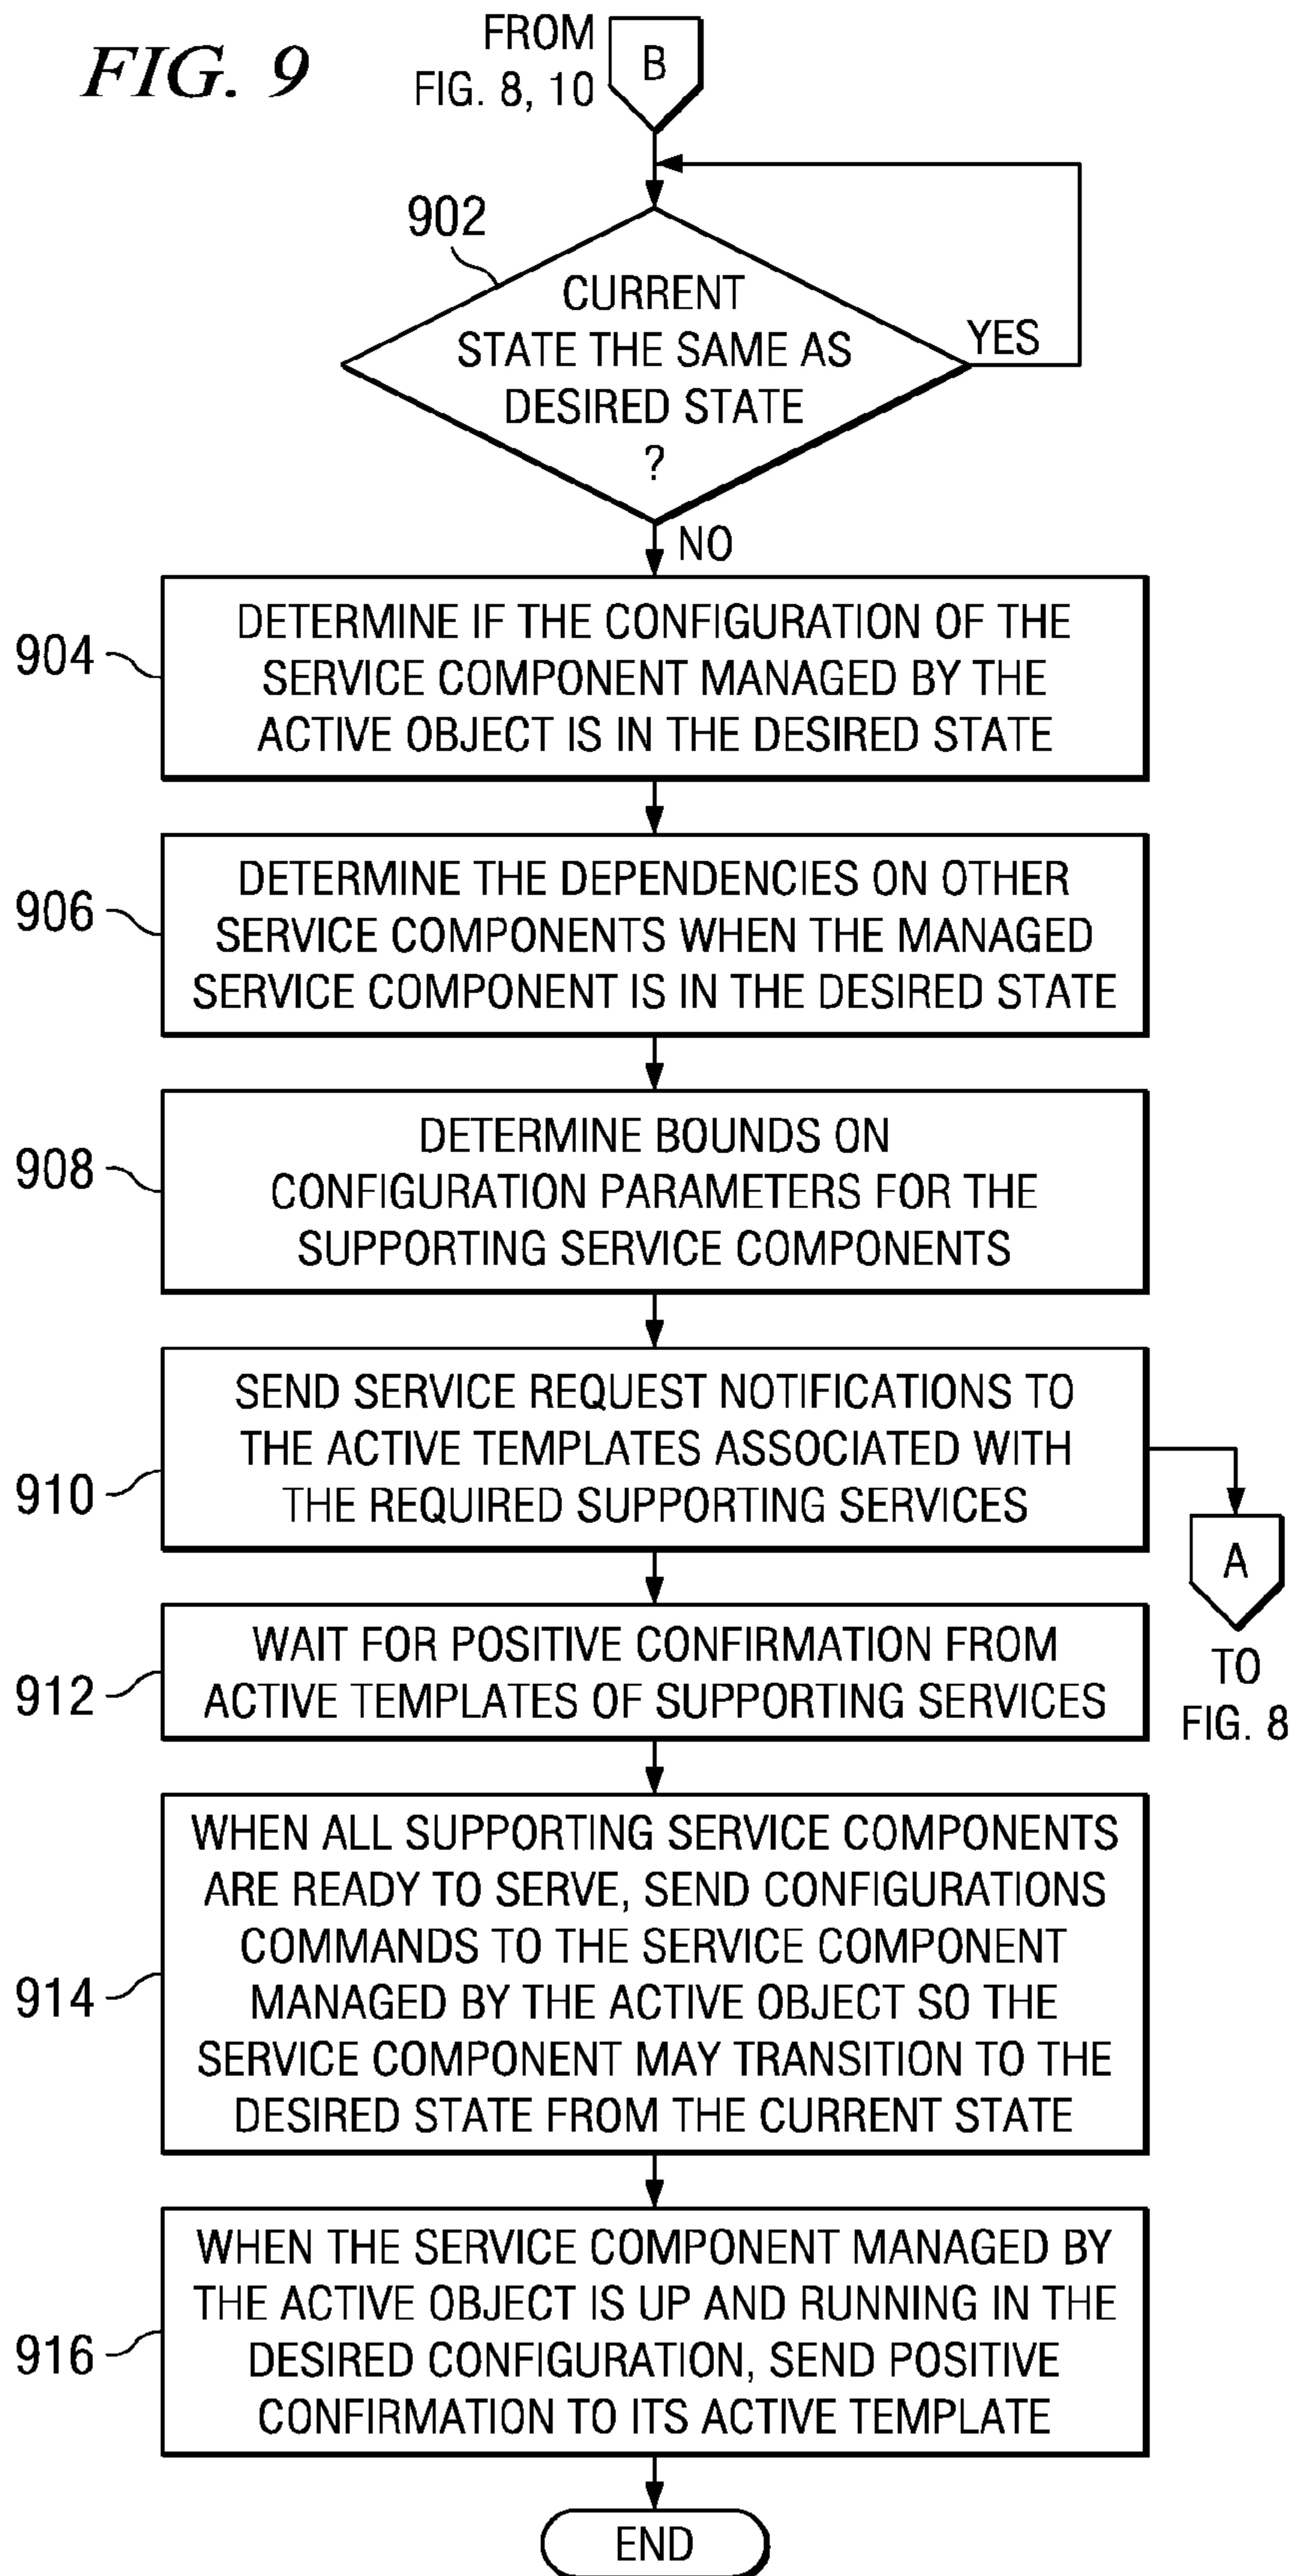 FIG. 9
FROM
FIG. 8, 10
B
902
CURRENT
STATE THE SAME AS
DESIRED STATE
?
YES
NO
904
DETERMINE IF THE CONFIGURATION OF THE
SERVICE COMPONENT MANAGED BY THE
ACTIVE OBJECT IS IN THE DESIRED STATE
906
DETERMINE THE DEPENDENCIES ON OTHER
SERVICE COMPONENTS WHEN THE MANAGED
SERVICE COMPONENT IS IN THE DESIRED STATE
908
DETERMINE BOUNDS ON
CONFIGURATION PARAMETERS FOR THE
SUPPORTING SERVICE COMPONENTS
910
SEND SERVICE REQUEST NOTIFICATIONS TO
THE ACTIVE TEMPLATES ASSOCIATED WITH
THE REQUIRED SUPPORTING SERVICES
A
TO
FIG. 8
912
WAIT FOR POSITIVE CONFIRMATION FROM
ACTIVE TEMPLATES OF SUPPORTING SERVICES
914
WHEN ALL SUPPORTING SERVICE COMPONENTS
ARE READY TO SERVE, SEND CONFIGURATIONS
COMMANDS TO THE SERVICE COMPONENT
MANAGED BY THE ACTIVE OBJECT SO THE
SERVICE COMPONENT MAY TRANSITION TO THE
DESIRED STATE FROM THE CURRENT STATE
916
WHEN THE SERVICE COMPONENT MANAGED BY
THE ACTIVE OBJECT IS UP AND RUNNING IN THE
DESIRED CONFIGURATION, SEND POSITIVE
CONFIRMATION TO ITS ACTIVE TEMPLATE
END